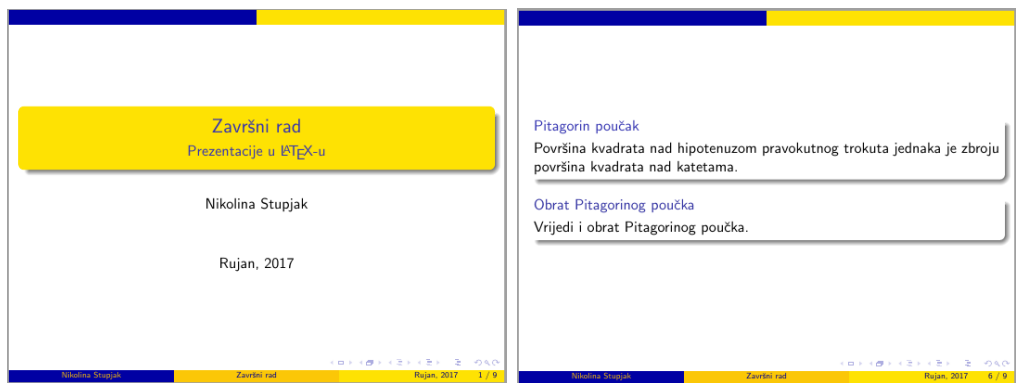 Završni rad
Prezentacije u LATEX-u
Nikolina Stupjak
Rujan, 2017
Nikolina Stupjak Završni rad Rujan, 2017 1 / 9
Pitagorin poučak
Površina kvadrata nad hipotenuzom pravokutnog trokuta jednaka je zbroju
površina kvadrata nad katetama.
Obrat Pitagorinog poučka
Vrijedi i obrat Pitagorinog poučka.
Nikolina Stupjak Završni rad Rujan, 2017 6 / 9